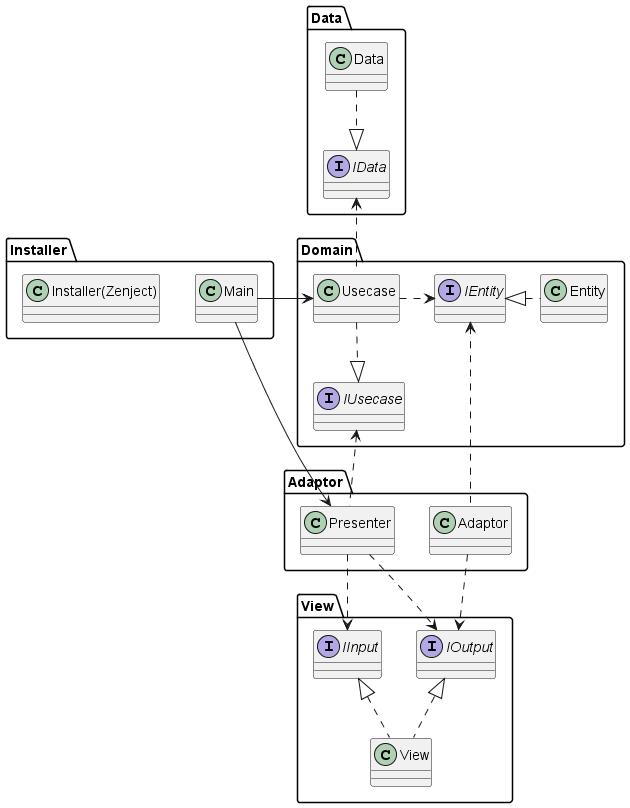 Data
C Data
I IData
Installer
C Installer(Zenject)
C Main
Domain
C Usecase
I IEntity
C Entity
I IUsecase
Adaptor
C Presenter
C Adaptor
View
I IInput
I IOutput
C View